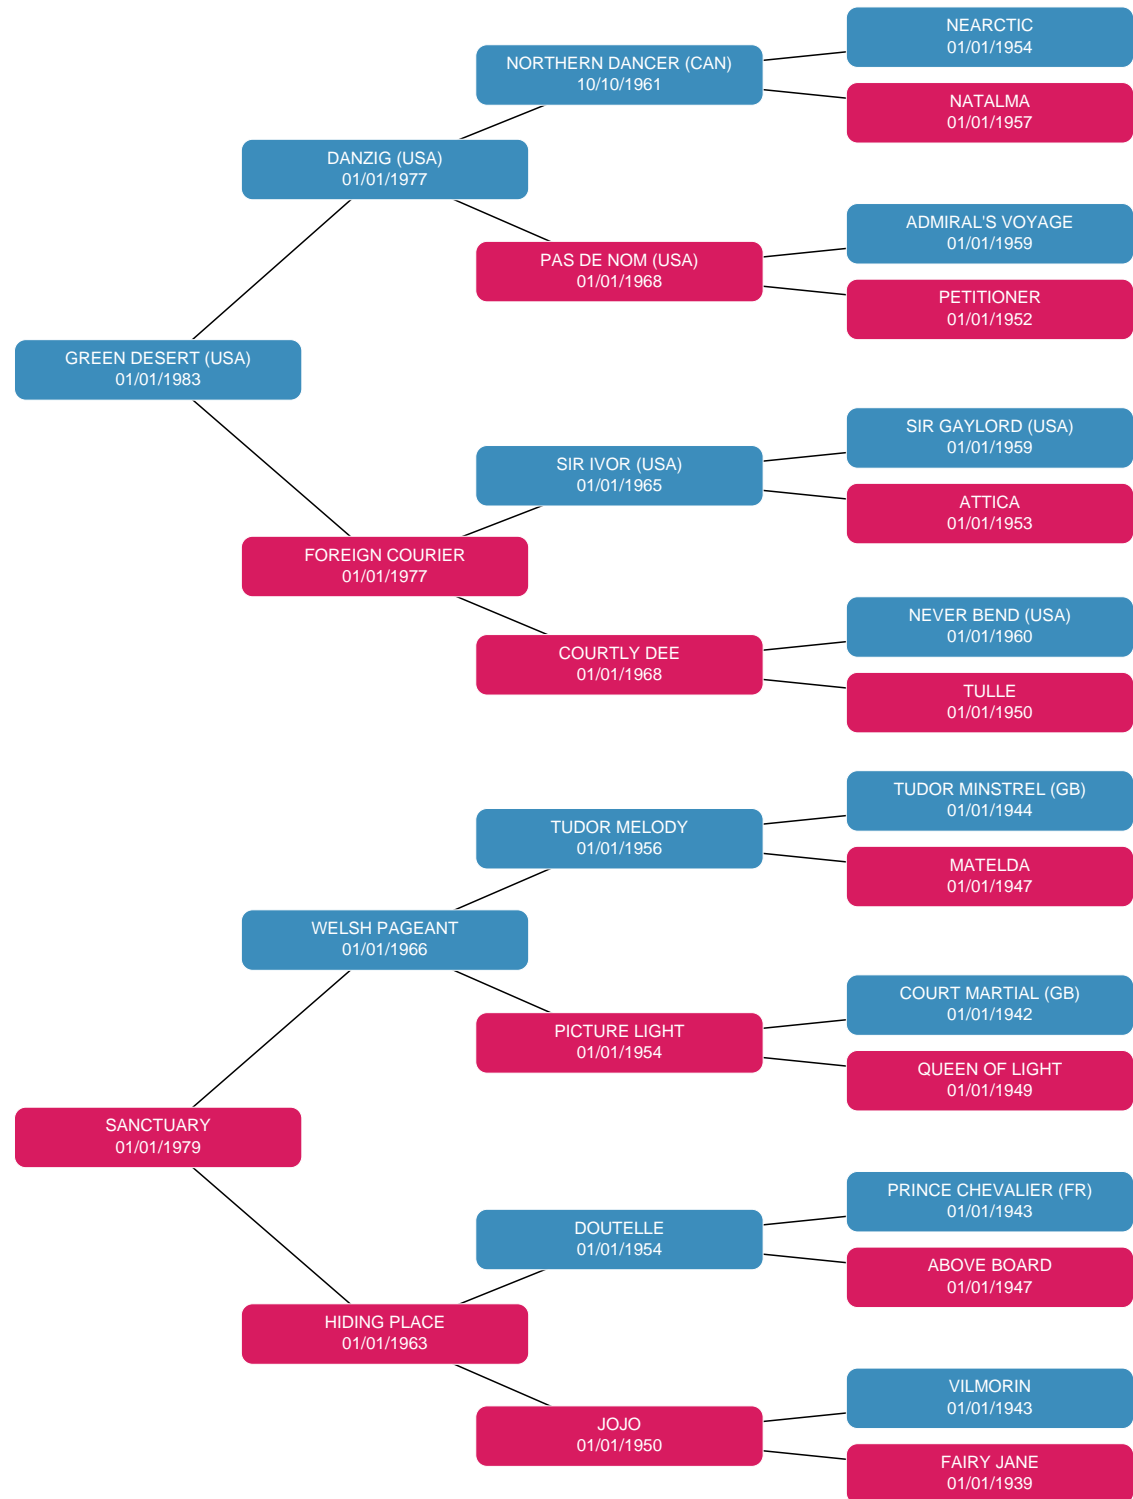 NEARCTIC
01/01/1954
NORTHERN DANCER (CAN)
10/10/1961
NATALMA
01/01/1957
DANZIG (USA)
01/01/1977
ADMIRAL'S VOYAGE
01/01/1959
PAS DE NOM (USA)
01/01/1968
PETITIONER
01/01/1952
GREEN DESERT (USA)
01/01/1983
SIR GAYLORD (USA)
01/01/1959
SIR IVOR (USA)
01/01/1965
ATTICA
01/01/1953
FOREIGN COURIER
01/01/1977
NEVER BEND (USA)
01/01/1960
COURTLY DEE
01/01/1968
TULLE
01/01/1950
TUDOR MINSTREL (GB)
01/01/1944
TUDOR MELODY
01/01/1956
MATELDA
01/01/1947
WELSH PAGEANT
01/01/1966
COURT MARTIAL (GB)
01/01/1942
PICTURE LIGHT
01/01/1954
QUEEN OF LIGHT
01/01/1949
SANCTUARY
01/01/1979
PRINCE CHEVALIER (FR)
01/01/1943
DOUTELLE
01/01/1954
ABOVE BOARD
01/01/1947
HIDING PLACE
01/01/1963
VILMORIN
01/01/1943
JOJO
01/01/1950
FAIRY JANE
01/01/1939